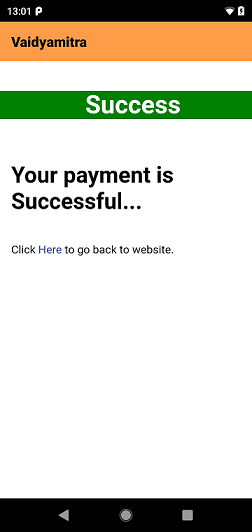 13:01
Vaidyamitra
Success
Your payment is
Successful...
Click Here to go back to website.